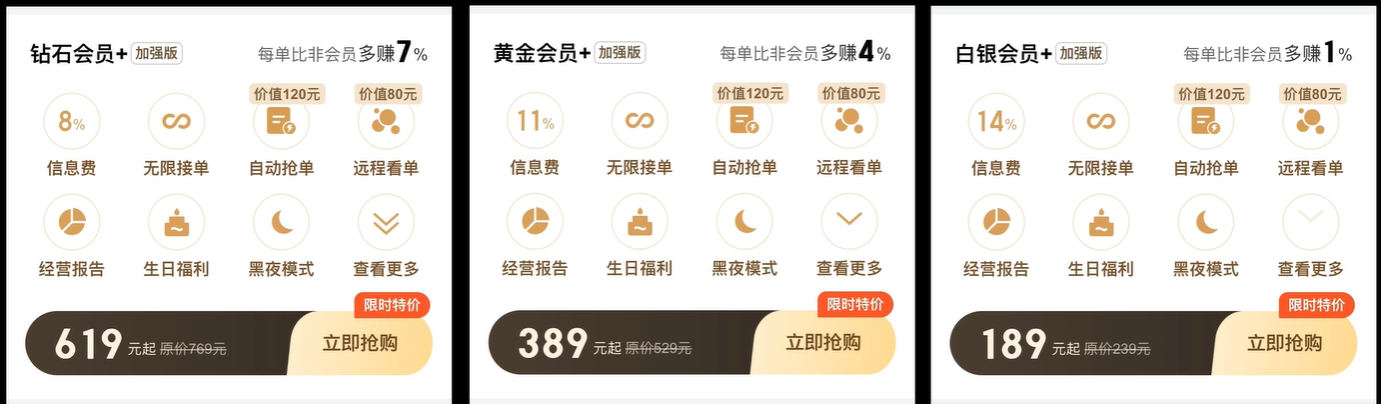 钻石会员+ 加强版 每单比非会员多赚7%
价值120元 价值80元
8%
信息费 无限接单 自动抢单 远程看单
经营报告 生日福利 黑夜模式 查看更多
限时特价
619元起 原价769元 立即抢购
黄金会员+ 加强版 每单比非会员多赚4%
价值120元 价值80元
11%
信息费 无限接单 自动抢单 远程看单
经营报告 生日福利 黑夜模式 查看更多
限时特价
389元起 原价529元 立即抢购
白银会员+ 加强版 每单比非会员多赚1%
价值120元 价值80元
14%
信息费 无限接单 自动抢单 远程看单
经营报告 生日福利 黑夜模式 查看更多
限时特价
189元起 原价239元 立即抢购